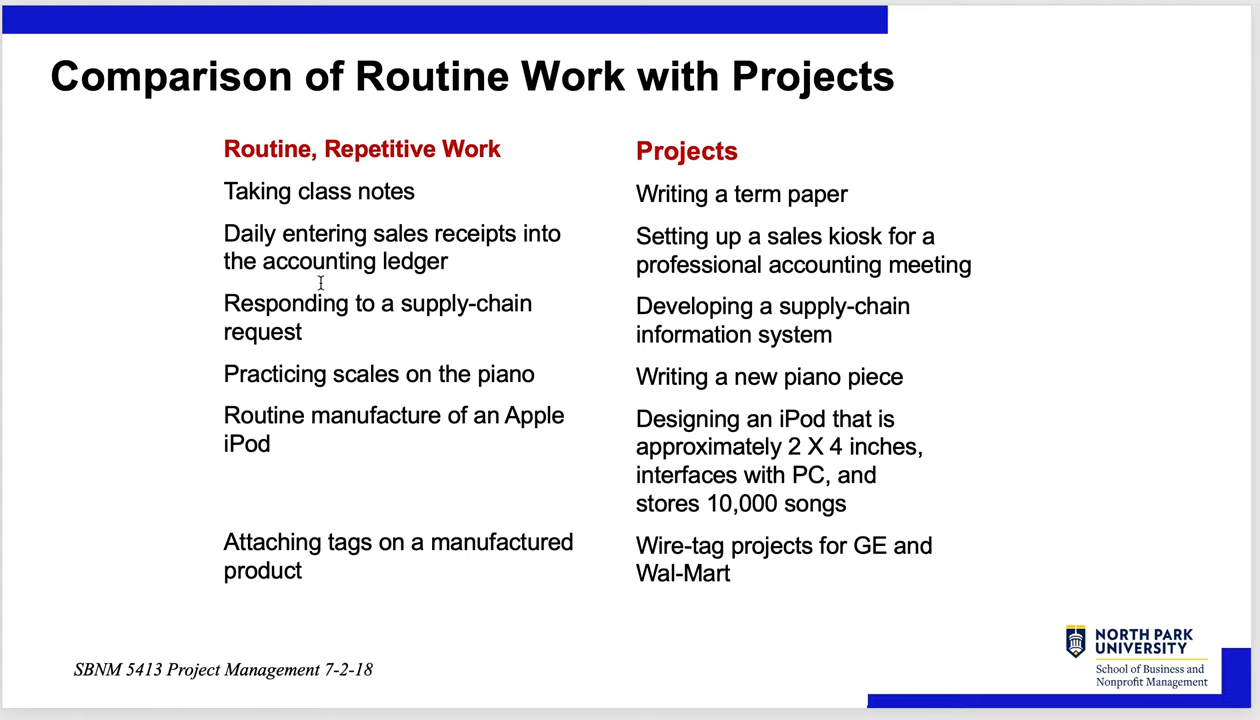 Comparison of Routine Work with Projects
Routine, Repetitive Work
Taking class notes
Daily entering sales receipts into
the accounting ledger
Responding to a supply-chain
request
Practicing scales on the piano
Routine manufacture of an Apple
iPod
Attaching tags on a manufactured
product
Projects
Writing a term paper
Setting up a sales kiosk for a
professional accounting meeting
Developing a supply-chain
information system
Writing a new piano piece
Designing an iPod that is
approximately 2 X 4 inches,
interfaces with PC, and
stores 10,000 songs
Wire-tag projects for GE and
Wal-Mart
SBNM 5413 Project Management 7-2-18
NORTH PARK
UNIVERSITY
School of Business and
Nonprofit Management